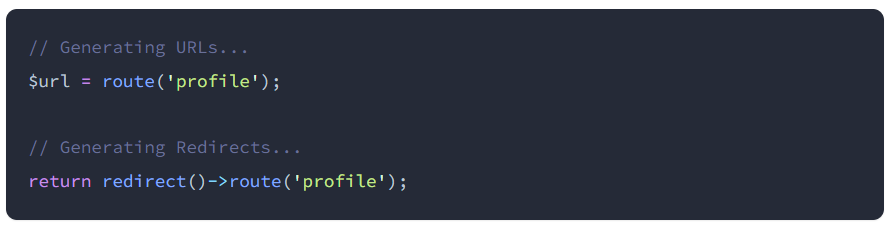 // Generating URLs...
$url = route('profile');
// Generating Redirects...
return redirect()->route('profile');